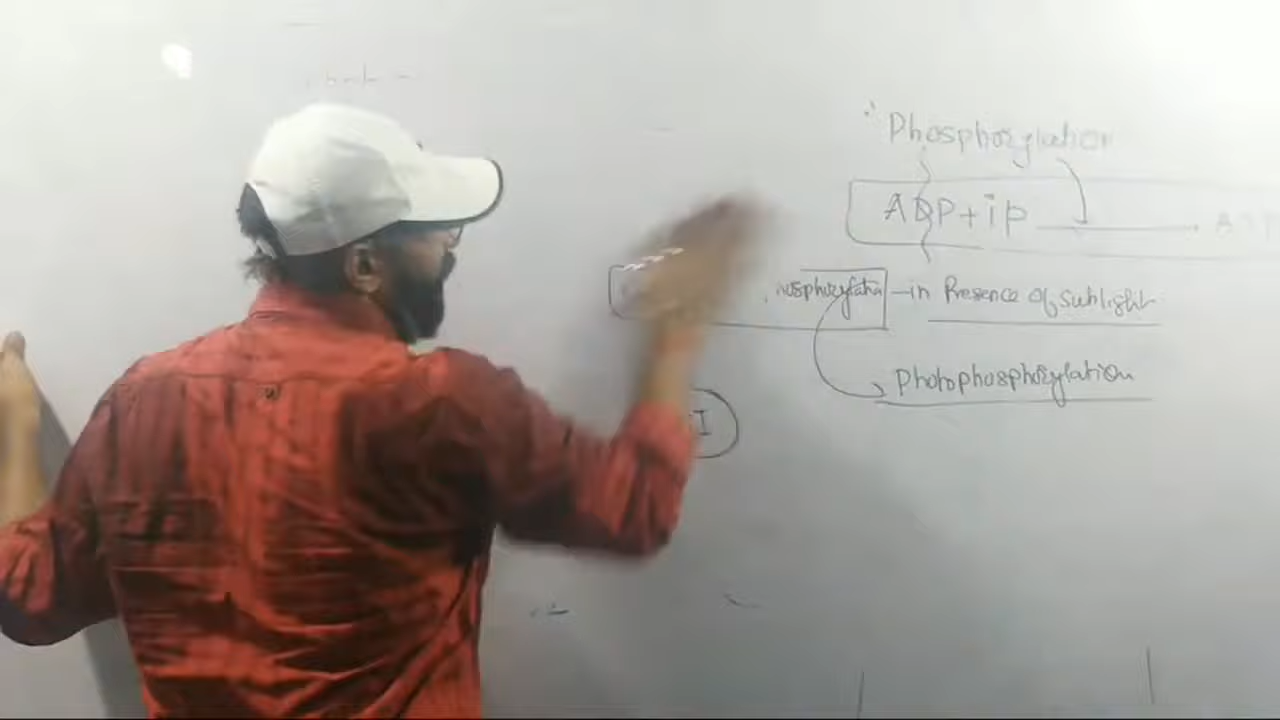 Phosphorylation
ADP + ip
in Presence of Sunlight
Photophosphorylation